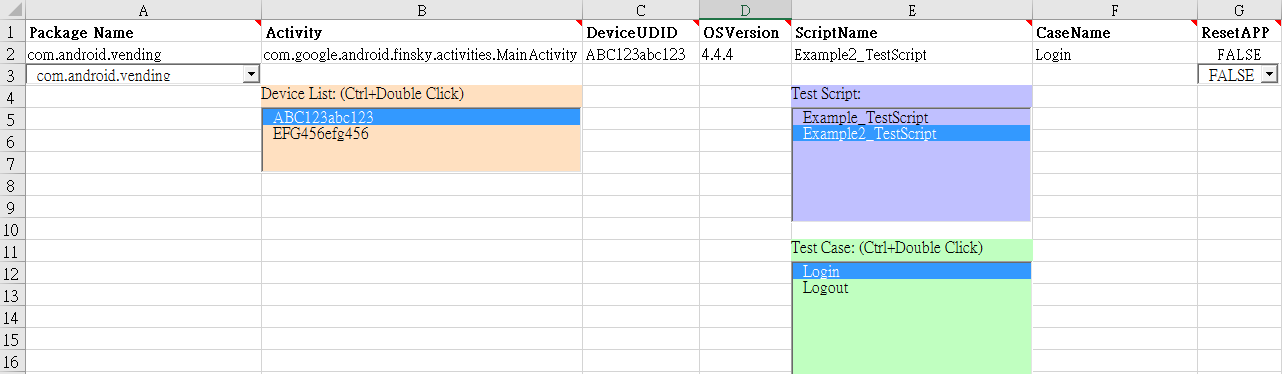 A B C D E F G
1 Package Name Activity DeviceUDID OSVersion ScriptName CaseName ResetAPP
2 com.android.vending com.google.android.finsky.activities.MainActivity ABC123abc123 4.4.4 Example2_TestScript Login FALSE
3 com.android.vending FALSE
4 Device List: (Ctrl+Double Click) Test Script:
5 ABC123abc123 Example_TestScript
6 EFG456efg456 Example2_TestScript
7
8
9
10
11 Test Case: (Ctrl+Double Click)
12 Login
13 Logout
14
15
16